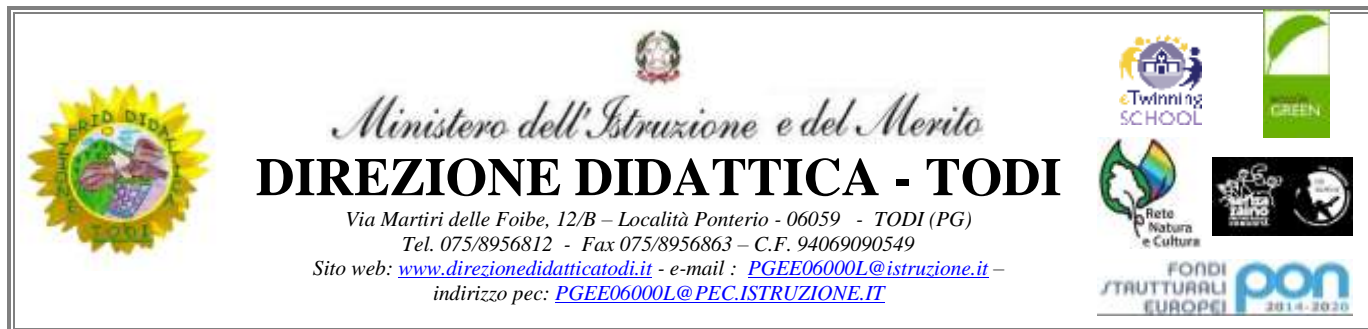 Ministero dell'Istruzione e del Merito
DIREZIONE DIDATTICA - TODI
Via Martiri delle Foibe, 12/B – Località Ponterio - 06059 - TODI (PG)
Tel. 075/8956812 - Fax 075/8956863 – C.F. 94069090549
Sito web: www.direzionedidatticatodi.it - e-mail : PGEE06000L@istruzione.it –
indirizzo pec: PGEE06000L@PEC.ISTRUZIONE.IT
TODI
eTwinning
SCHOOL
GREEN
Rete
Natura
e Cultura
senza
zaino
FONDI
STRUTTURALI
EUROPEI
pon
2014-2020